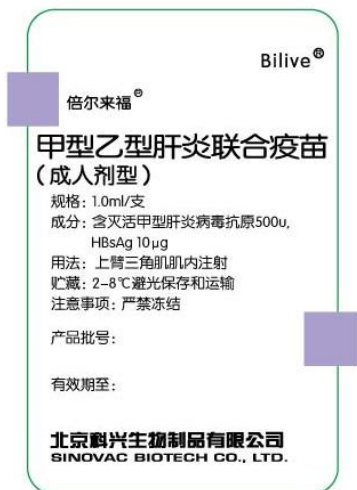 Bilive®
倍尔来福®
甲型乙型肝炎联合疫苗
（成人剂型）
规格：1.0ml/支
成分：含灭活甲型肝炎病毒抗原500u,
HBsAg 10μg
用法：上臂三角肌肌内注射
贮藏：2-8℃避光保存和运输
注意事项：严禁冻结
产品批号：
有效期至：
北京科兴生物制品有限公司
SINOVAC BIOTECH CO., LTD.